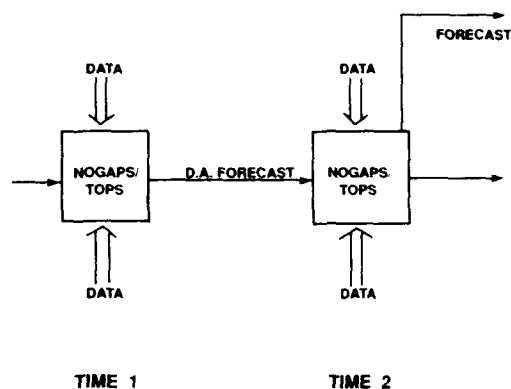 FORECAST
DATA
DATA
NOGAPS/
TOPS
D.A. FORECAST
NOGAPS/
TOPS
DATA
DATA
TIME 1
TIME 2